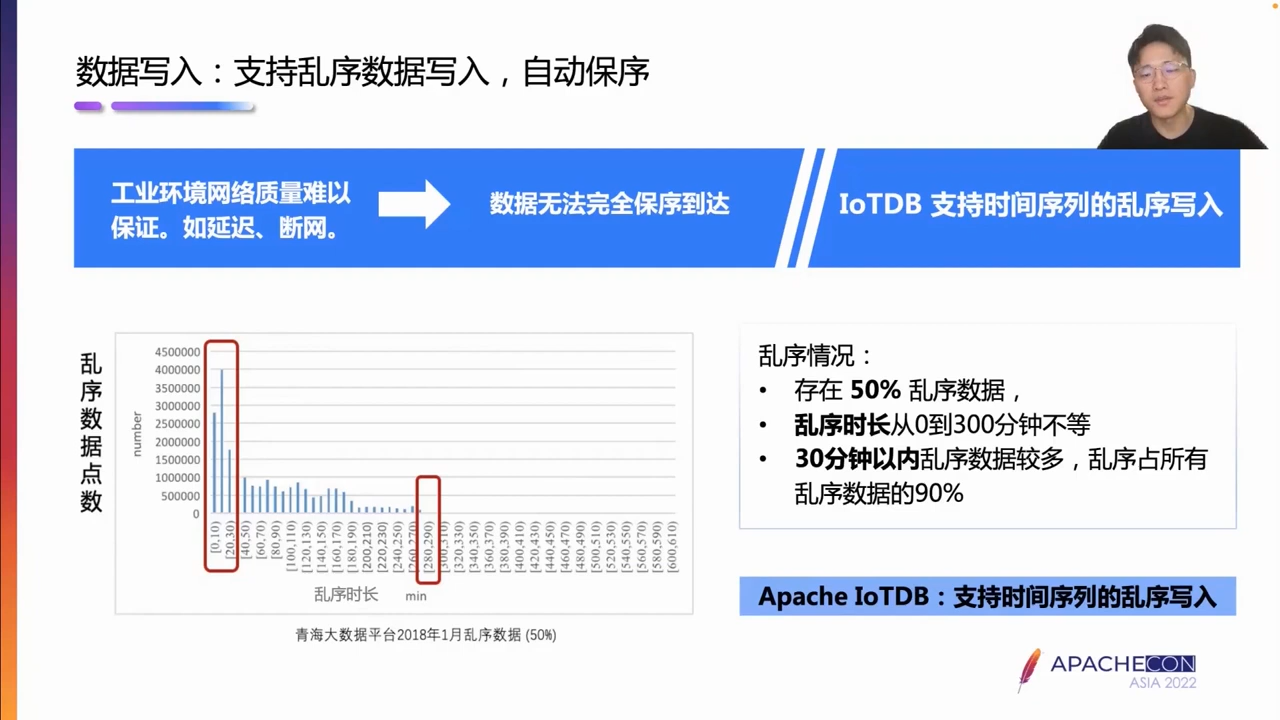 数据写入：支持乱序数据写入，自动保序
工业环境网络质量难以
保证。如延迟、断网。
数据无法完全保序到达
IoTDB 支持时间序列的乱序写入
乱序数据点数
number
4500000
4000000
3500000
3000000
2500000
2000000
1500000
1000000
500000
0
[0,10)
[20,30)
[40,50)
[60,70)
[80,90)
[100,110)
[120,130)
[140,150)
[160,170)
[180,190)
[200,210)
[220,230)
[240,250)
[260,270)
[280,290)
[300,310)
[320,330)
[340,350)
[360,370)
[380,390)
[400,410)
[420,430)
[440,450)
[460,470)
[480,490)
[500,510)
[520,530)
[540,550)
[560,570)
[580,590)
[600,610)
乱序时长 min
青海大数据平台2018年1月乱序数据 (50%)
乱序情况：
• 存在 50% 乱序数据，
• 乱序时长从0到300分钟不等
• 30分钟以内乱序数据较多，乱序占所有
乱序数据的90%
Apache IoTDB：支持时间序列的乱序写入
APACHECON
ASIA 2022